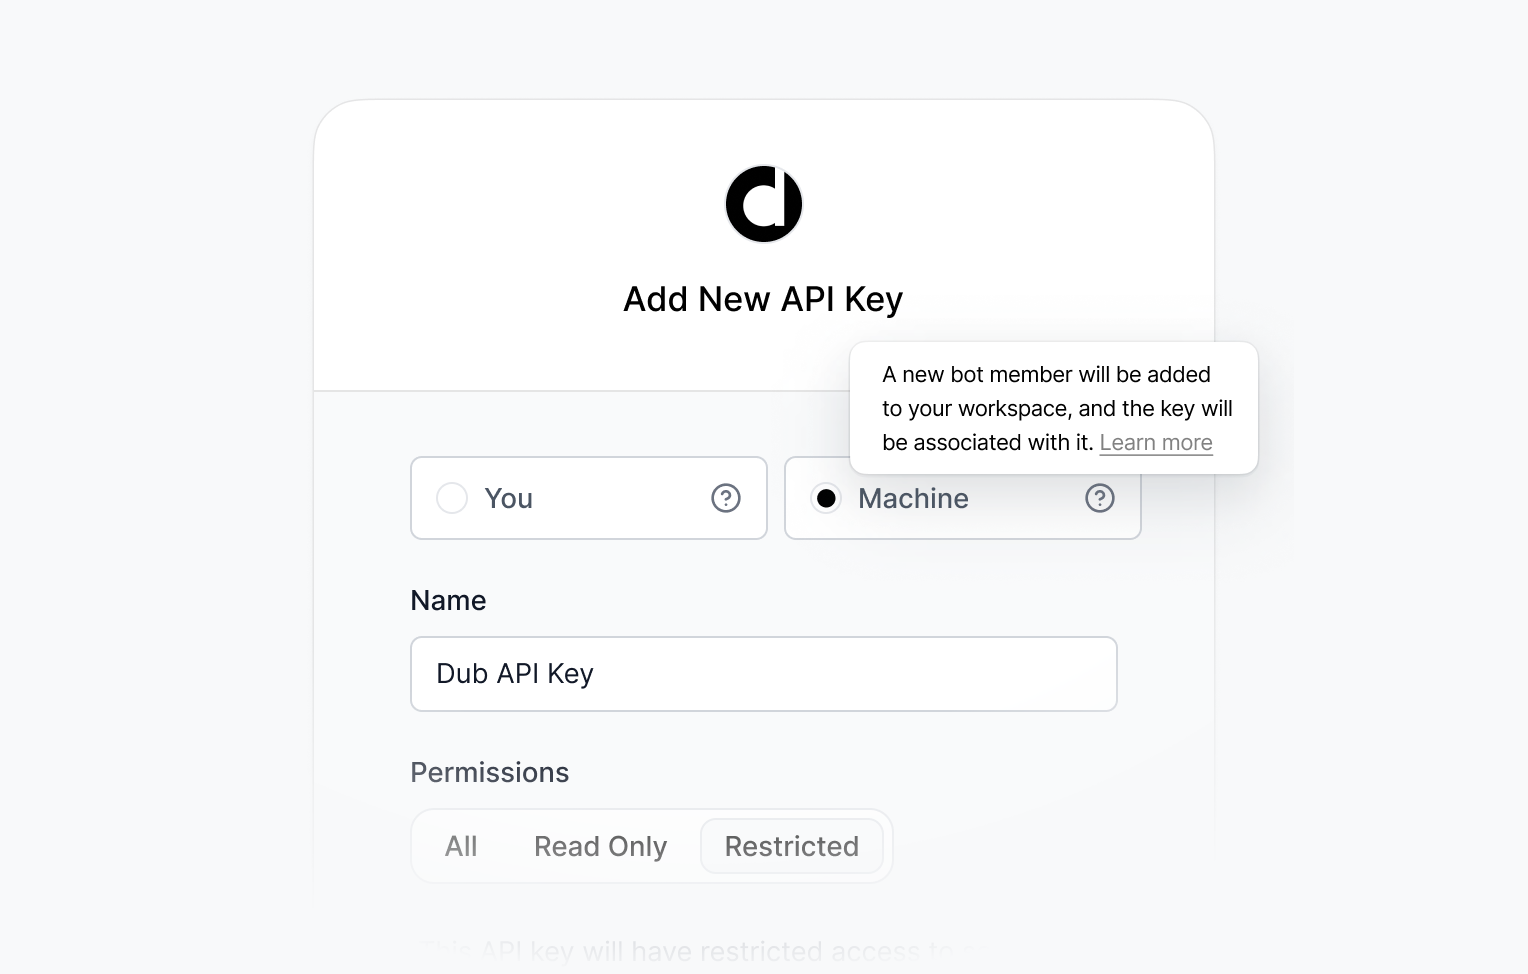 Add New API Key
A new bot member will be added
to your workspace, and the key will
be associated with it. Learn more
You
Machine
Name
Dub API Key
Permissions
All
Read Only
Restricted
This API key will have restricted access to